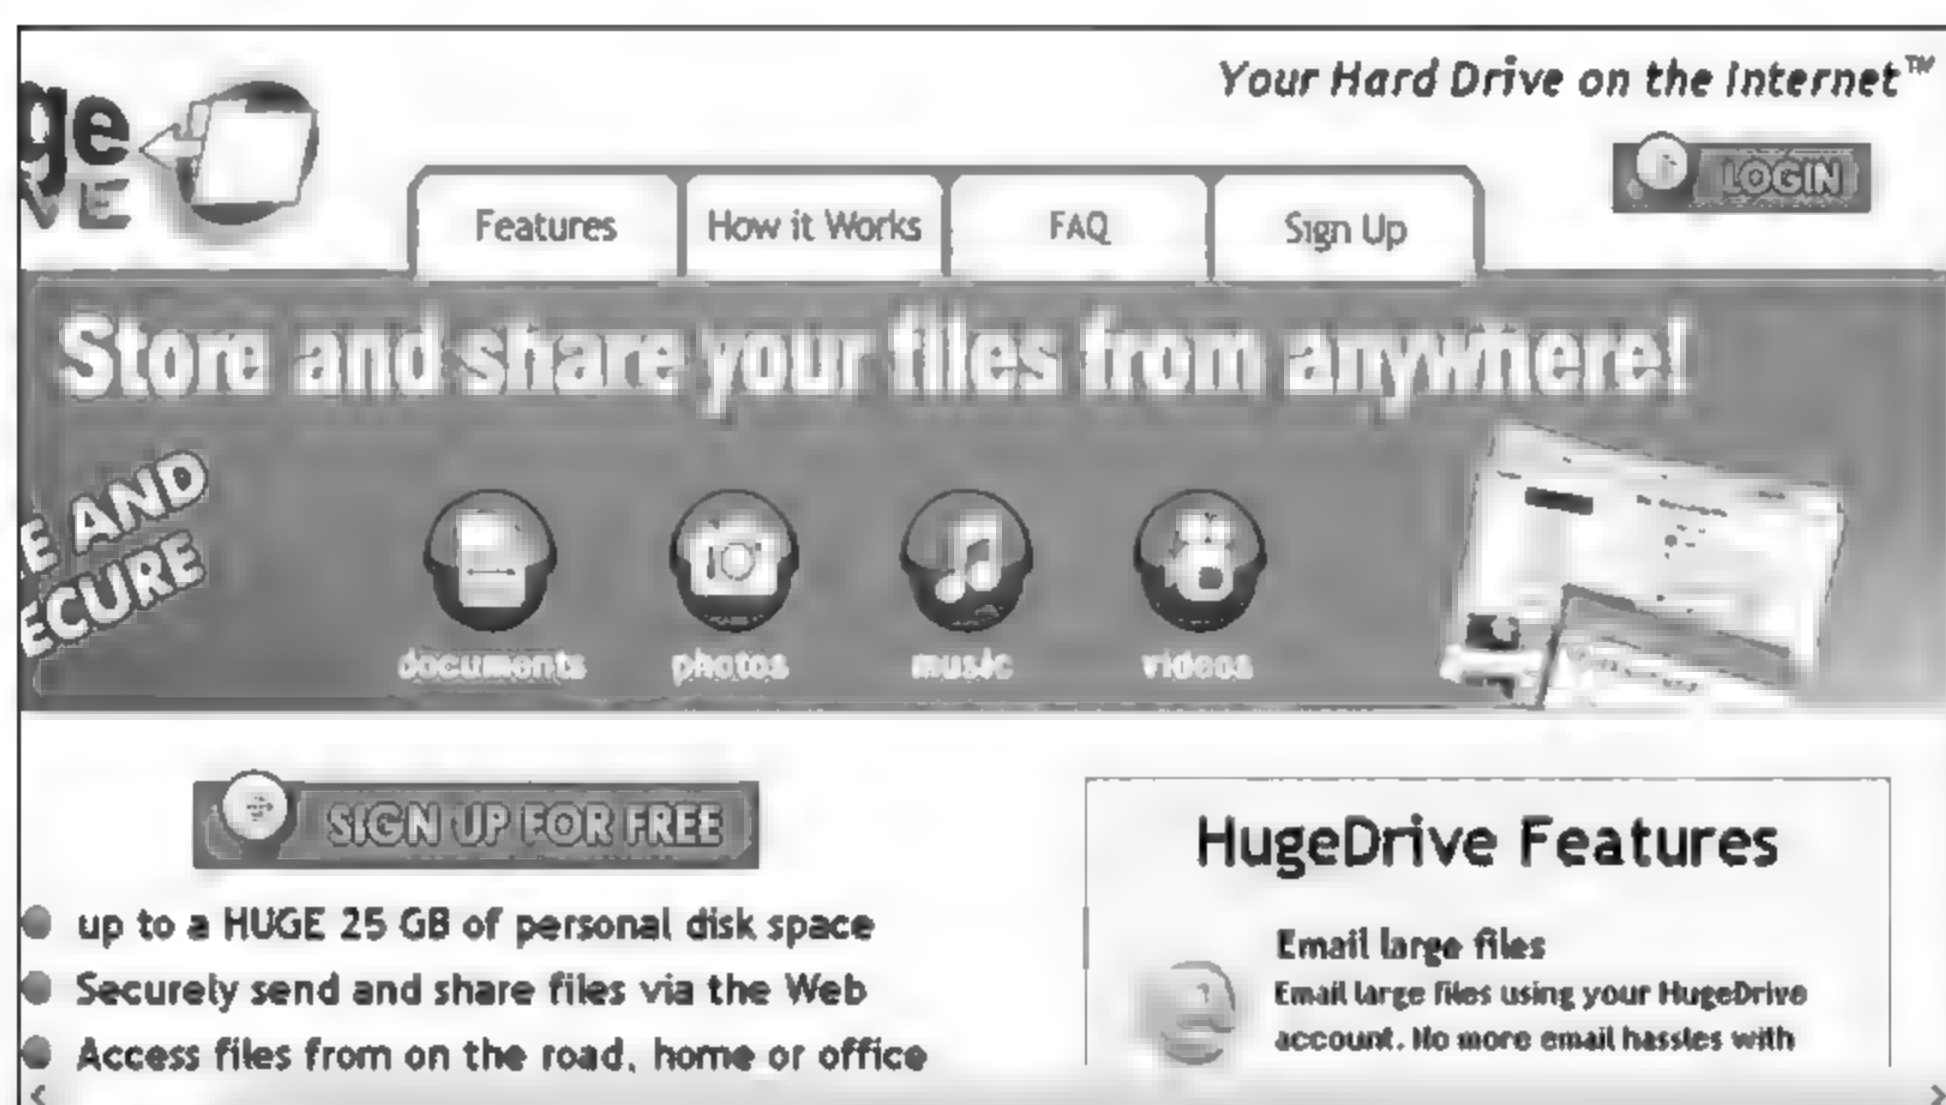 ge
VE
Your Hard Drive on the Internet™
LOGIN
Features
How it Works
FAQ
Sign Up
Store and share your files from anywhere!
E AND
ECURE
documents
photos
music
videos
SIGN UP FOR FREE
up to a HUGE 25 GB of personal disk space
Securely send and share files via the Web
Access files from on the road, home or office
HugeDrive Features
Email large files
Email large files using your HugeDrive
account. No more email hassles with